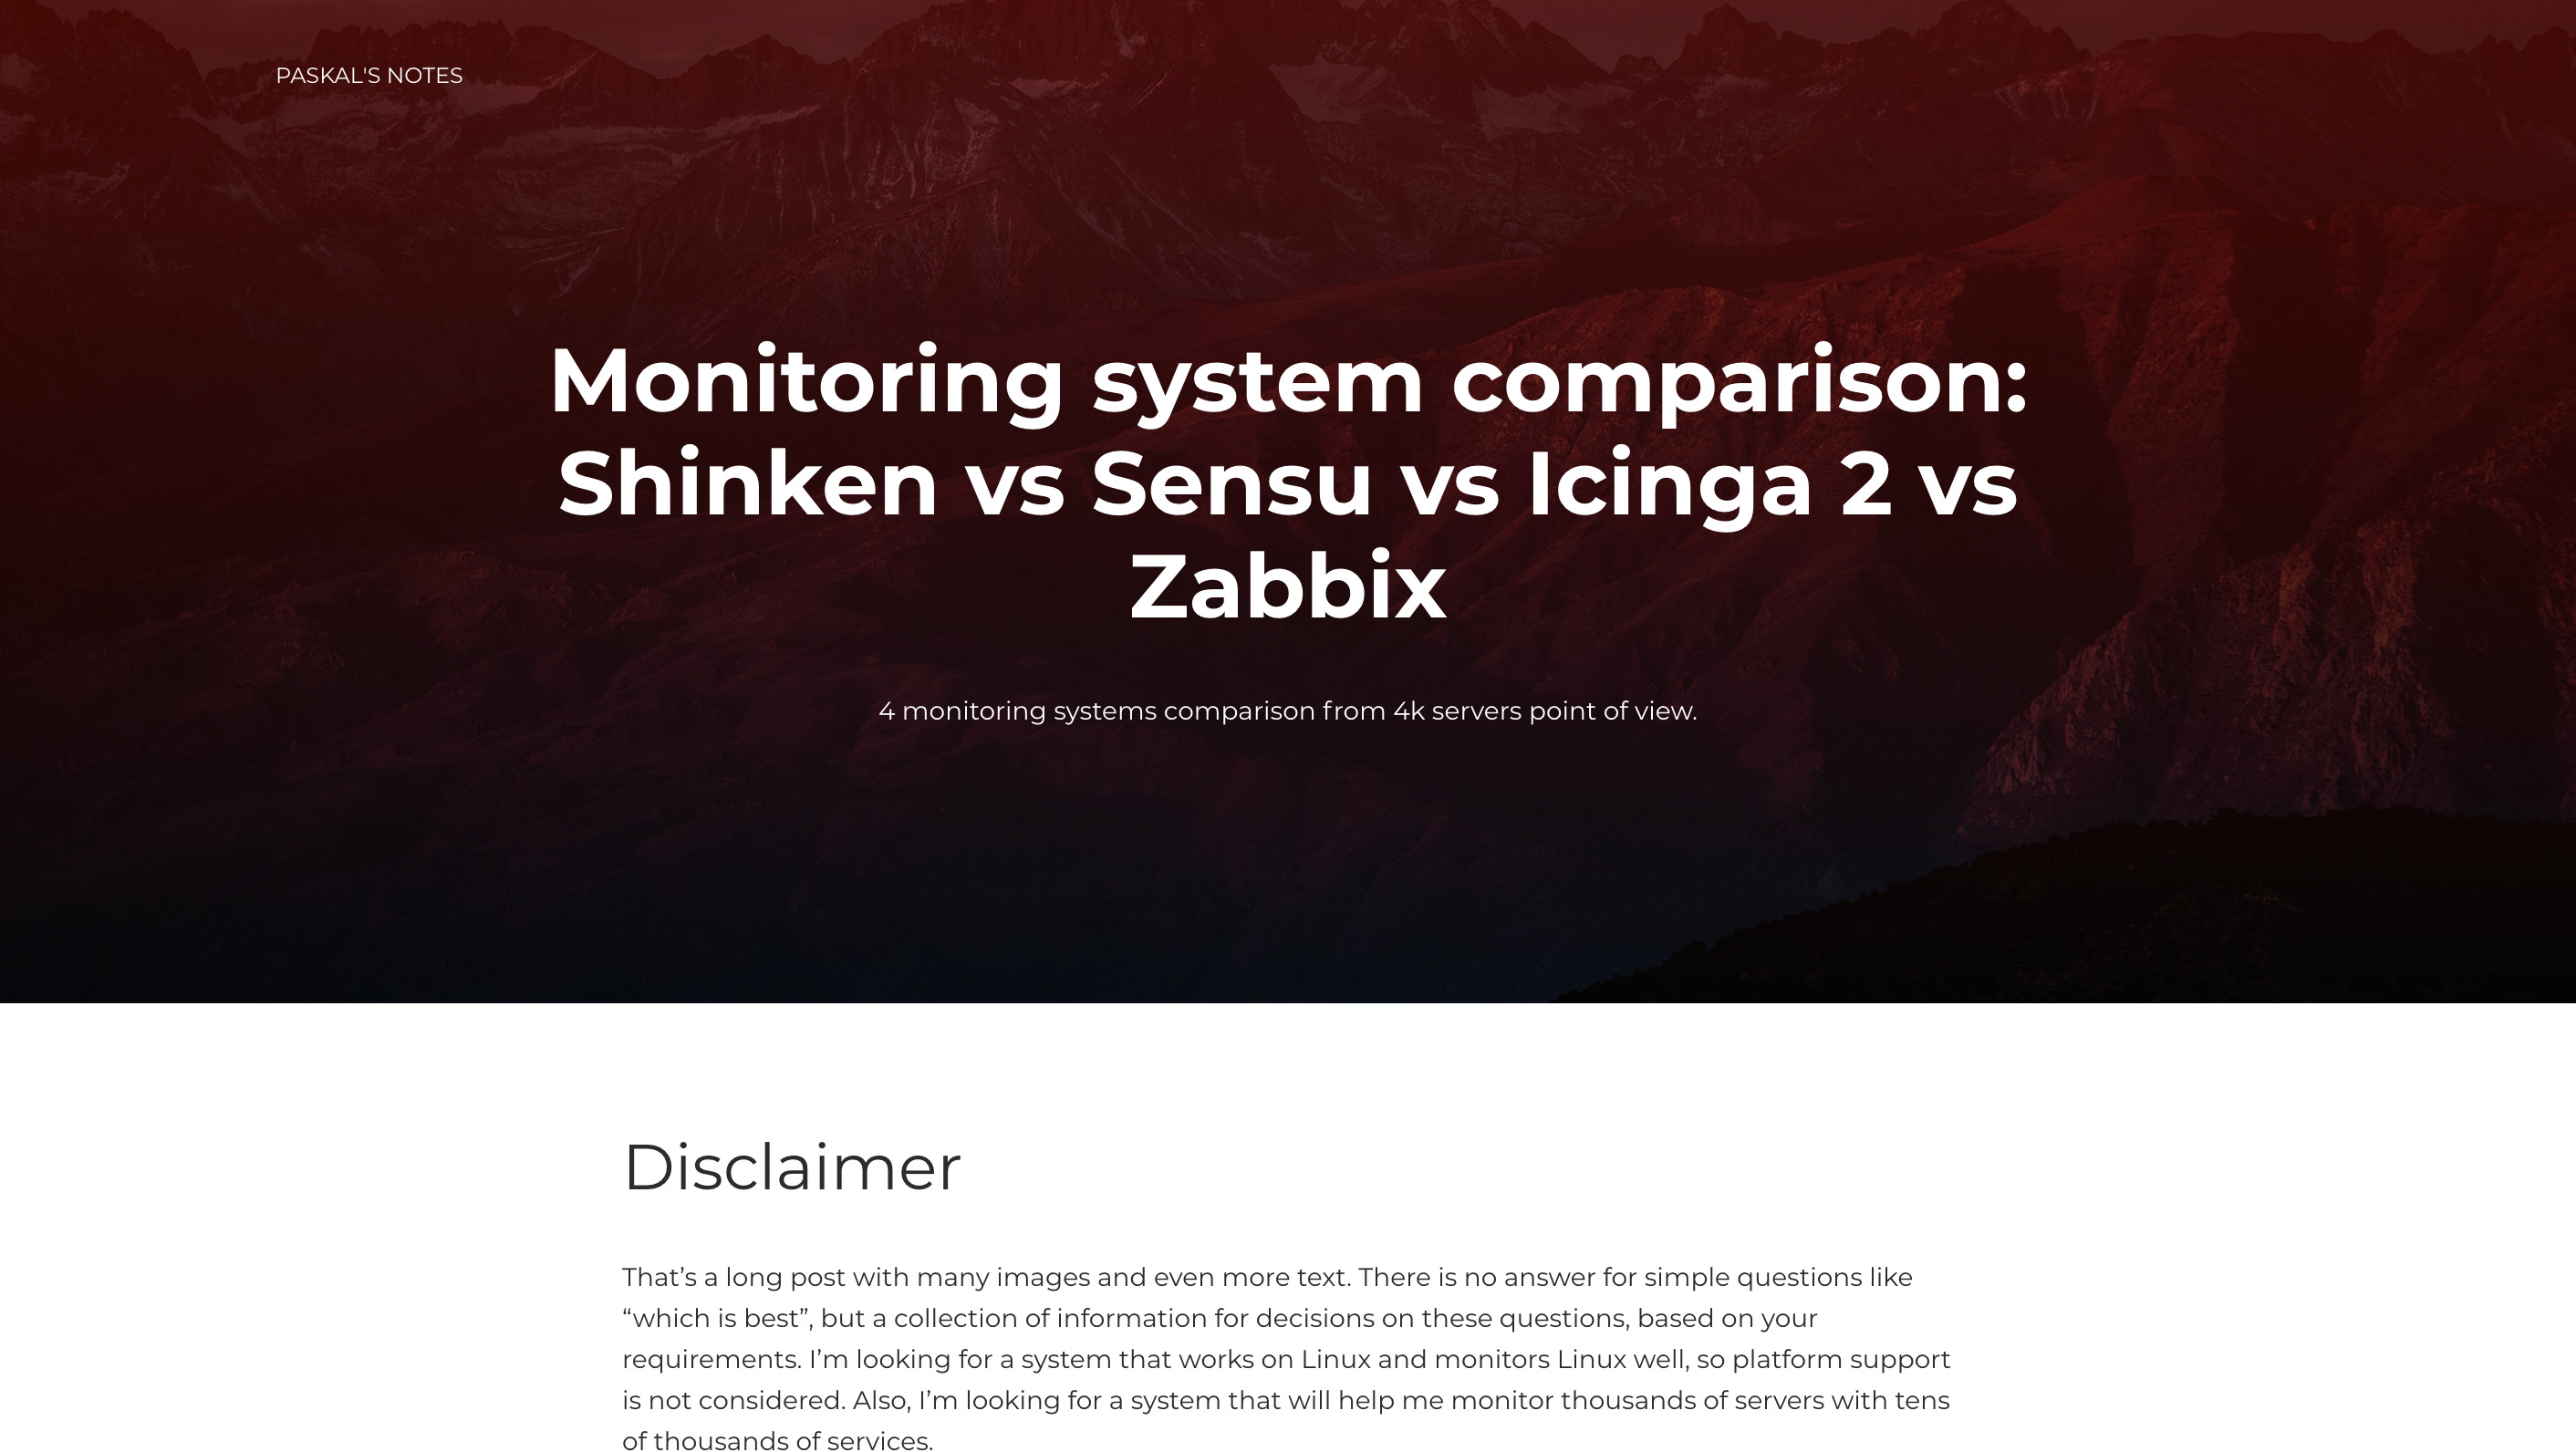 PASKAL'S NOTES
Monitoring system comparison:
Shinken vs Sensu vs Icinga 2 vs
Zabbix
4 monitoring systems comparison from 4k servers point of view.
Disclaimer
That’s a long post with many images and even more text. There is no answer for simple questions like
“which is best”, but a collection of information for decisions on these questions, based on your
requirements. I’m looking for a system that works on Linux and monitors Linux well, so platform support
is not considered. Also, I’m looking for a system that will help me monitor thousands of servers with tens
of thousands of services.